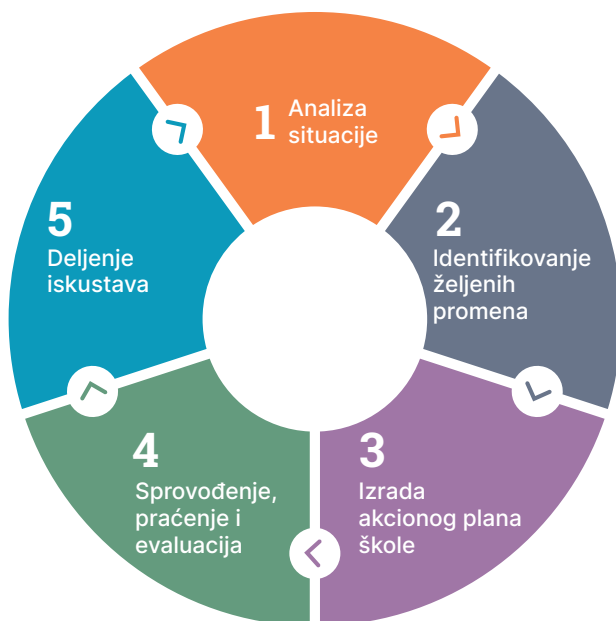 1 Analiza
situacije
2
Identifikovanje
željenih
promena
3
Izrada
akcionog plana
škole
4
Sprovođenje,
praćenje i
evaluacija
5
Deljenje
iskustava